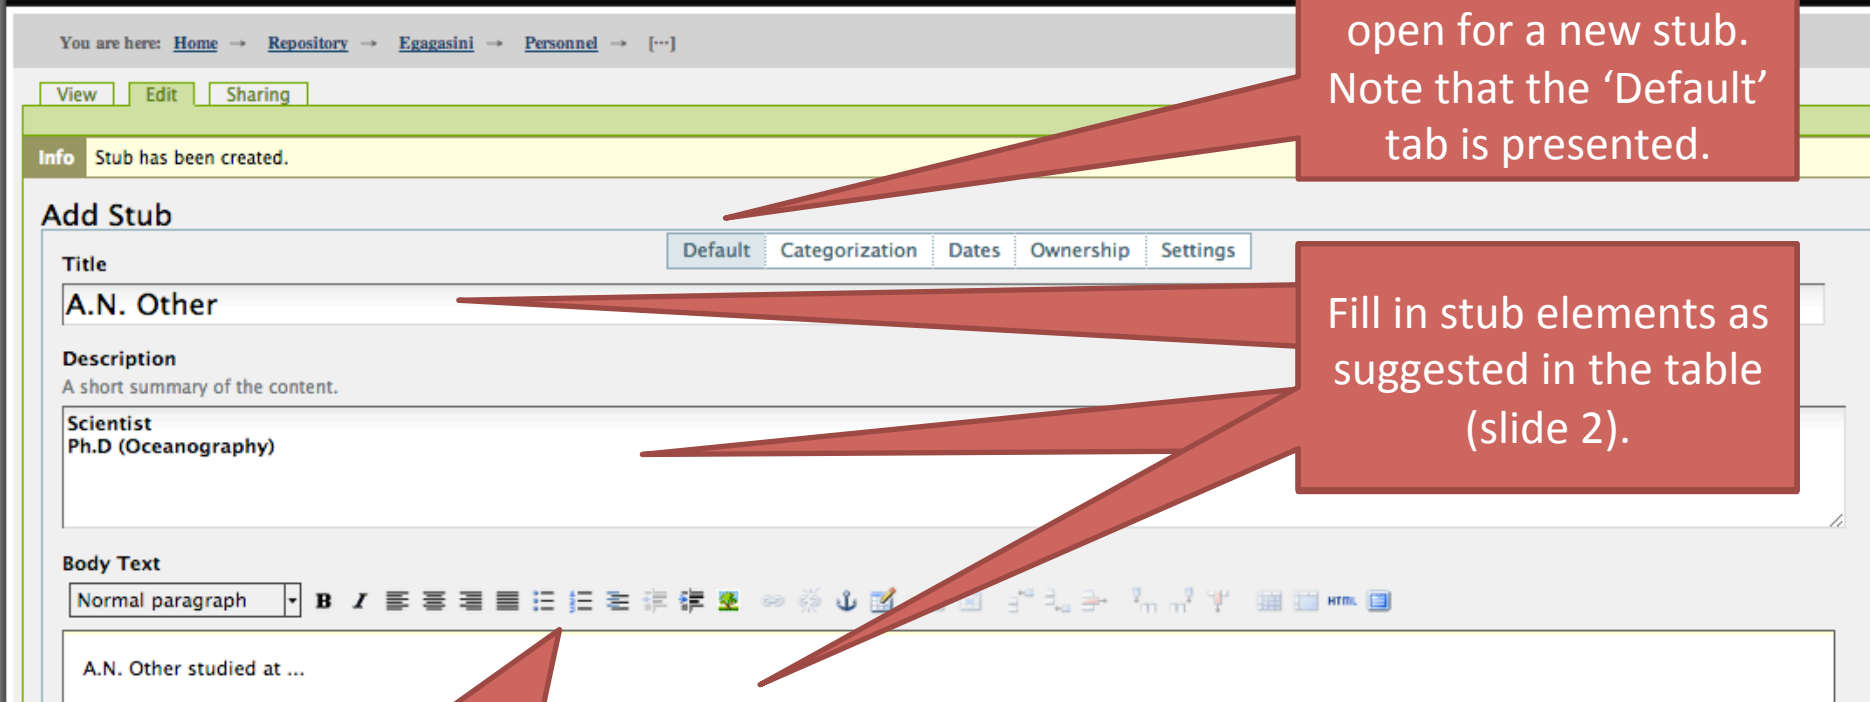 You are here: Home → Repository → Egagasini → Personnel → [···]
View Edit Sharing
Info Stub has been created.
Add Stub
open for a new stub.
Note that the ‘Default’
tab is presented.
Default Categorization Dates Ownership Settings
Title
A.N. Other
Description
A short summary of the content.
Scientist
Ph.D (Oceanography)
Fill in stub elements as
suggested in the table
(slide 2).
Body Text
Normal paragraph B I HTML
A.N. Other studied at ...